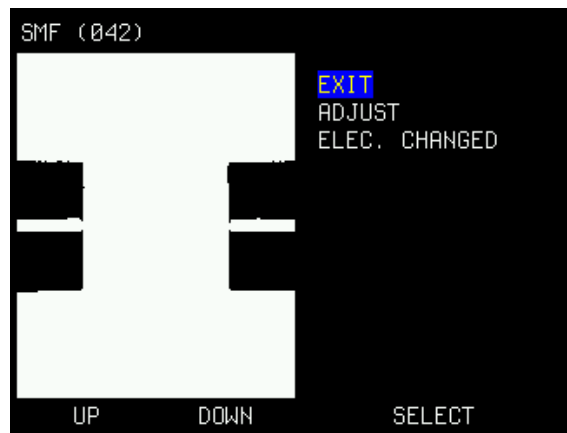 SMF (042)
EXIT
ADJUST
ELEC. CHANGED
UP DOWN SELECT